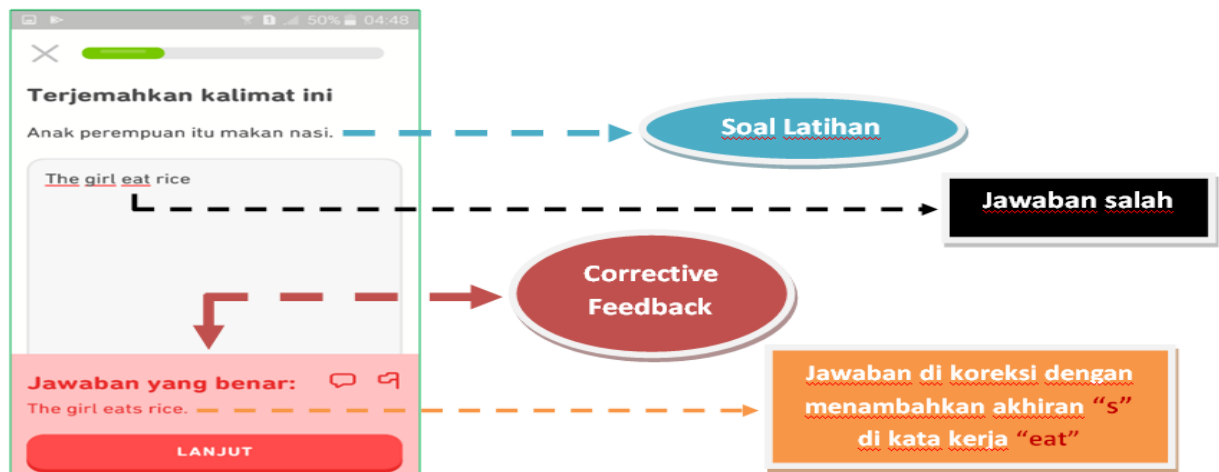 50% 04:48
Terjemahkan kalimat ini
Anak perempuan itu makan nasi.
The girl eat rice
Jawaban yang benar:
The girl eats rice.
LANJUT
Soal Latihan
Jawaban salah
Corrective
Feedback
Jawaban di koreksi dengan
menambahkan akhiran “s”
di kata kerja “eat”